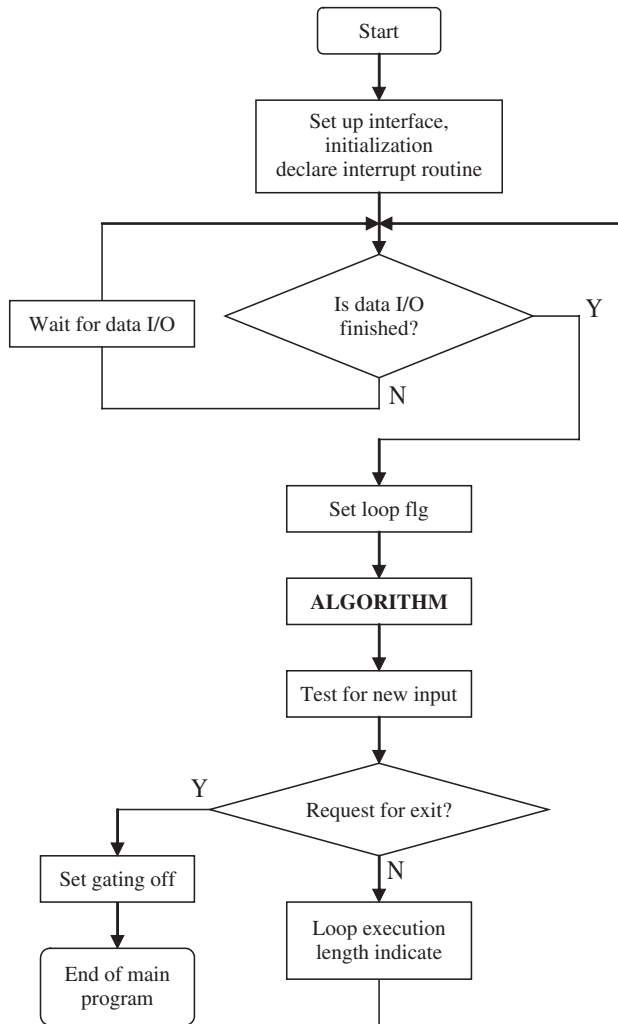 Start
Set up interface,
initialization
declare interrupt routine
Wait for data I/O
Is data I/O
finished?
Y
N
Set loop flg
ALGORITHM
Test for new input
Y
Request for exit?
N
Set gating off
Loop execution
length indicate
End of main
program